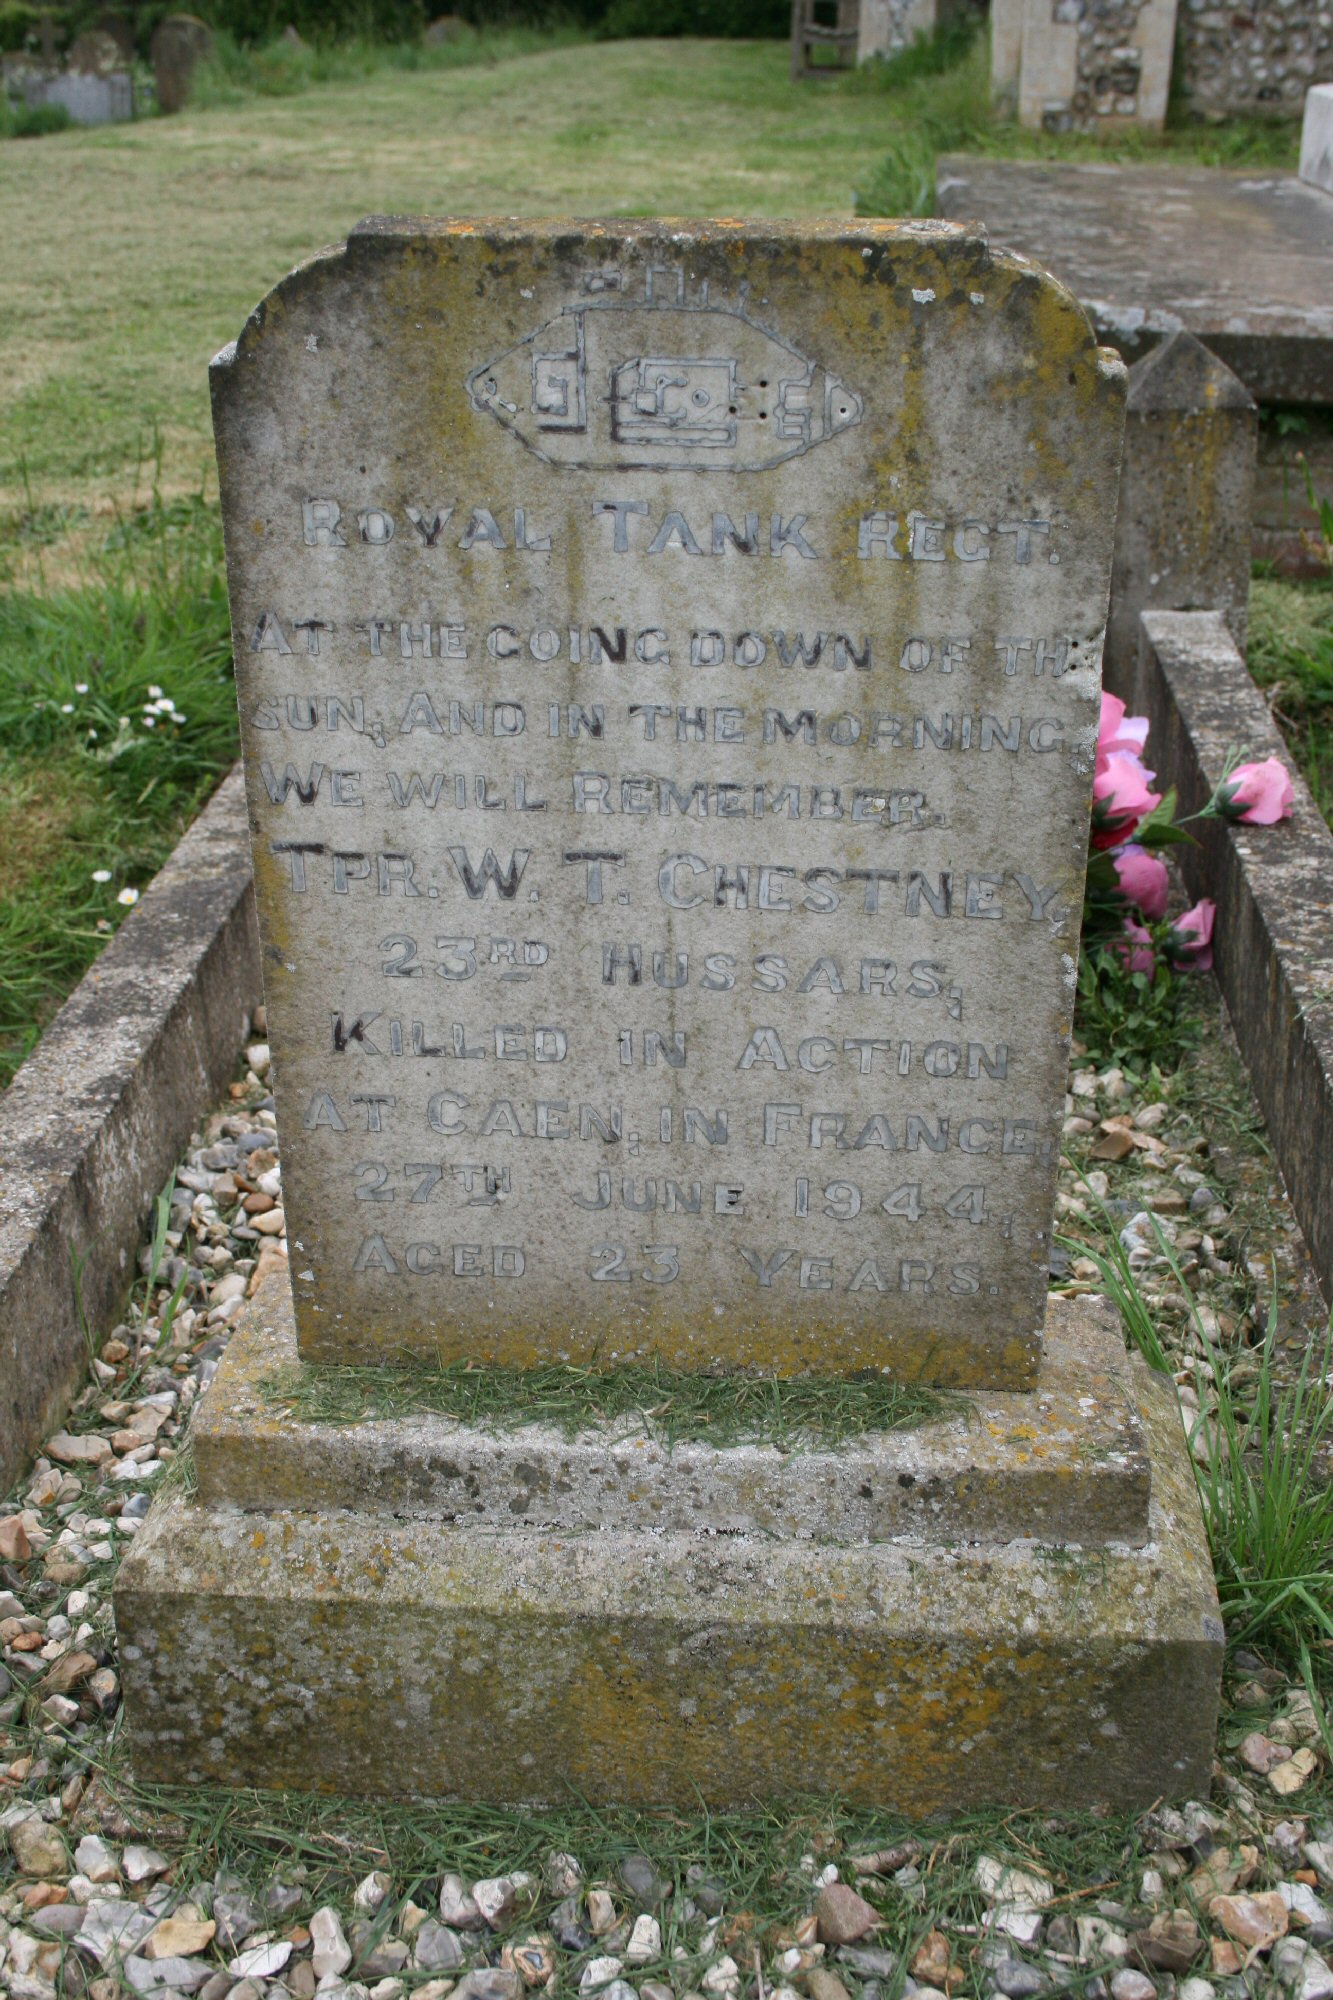 ROYAL TANK REGT.
AT THE GOING DOWN OF TH
SUN, AND IN THE MORNING.
WE WILL REMEMBER.
TPR. W. T. CHESTNEY,
23RD HUSSARS,
KILLED IN ACTION
AT CAEN, IN FRANCE.
27TH JUNE 1944,
AGED 23 YEARS.